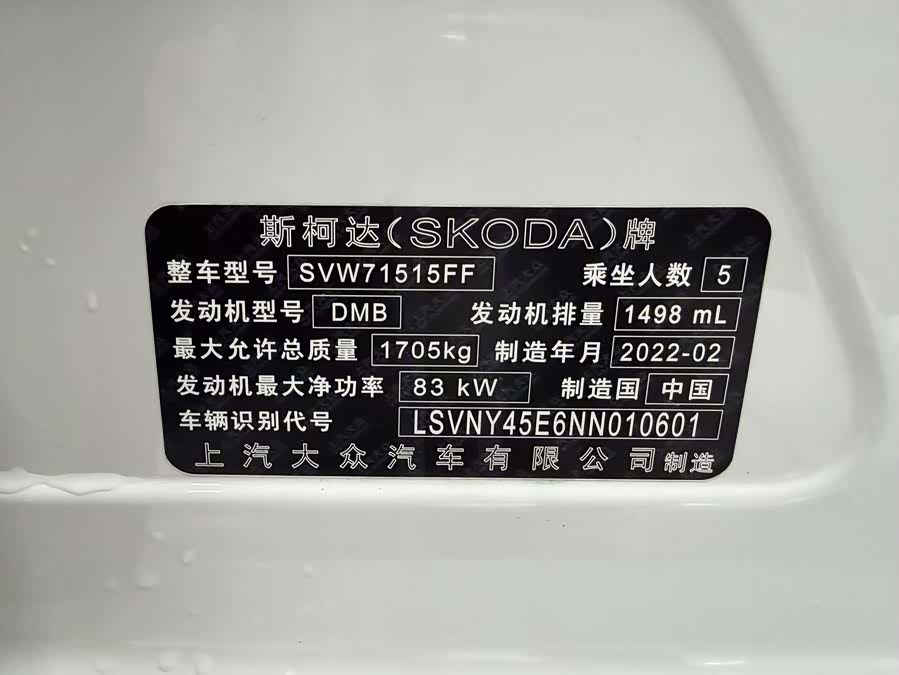 斯柯达(SKODA)牌
整车型号 SVW71515FF 乘坐人数 5
发动机型号 DMB 发动机排量 1498 mL
最大允许总质量 1705kg 制造年月 2022-02
发动机最大净功率 83 kW 制造国 中国
车辆识别代号 LSVNY45E6NN010601
上汽大众汽车有限公司制造